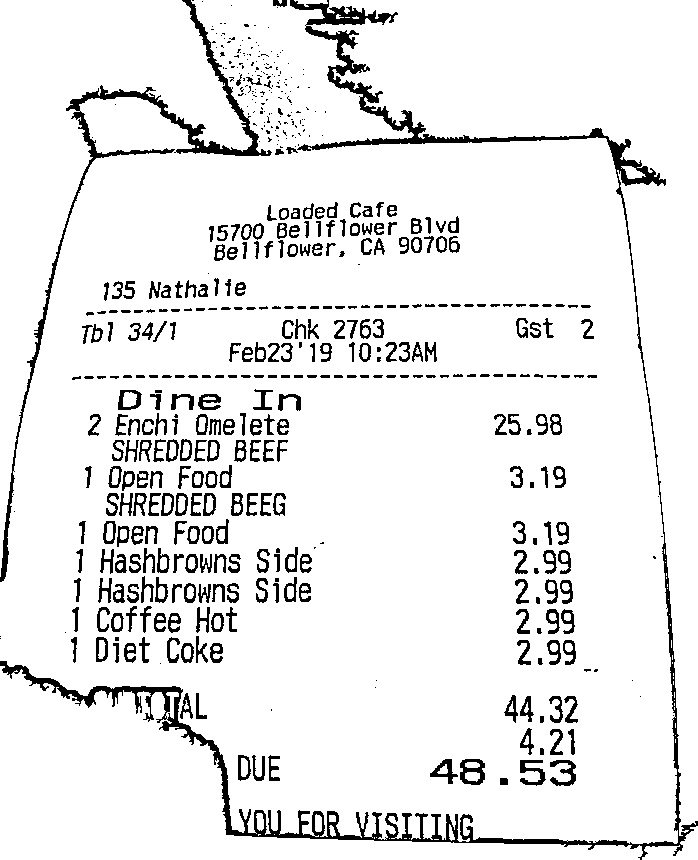 Loaded Cafe
15700 Bellflower Blvd
Bellflower, CA 90706
135 Nathalie
Tbl 34/1 Chk 2763 Gst 2
Feb23'19 10:23AM
Dine In
2 Enchi Omelete 25.98
SHREDDED BEEF
1 Open Food 3.19
SHREDDED BEEG
1 Open Food 3.19
1 Hashbrowns Side 2.99
1 Hashbrowns Side 2.99
1 Coffee Hot 2.99
1 Diet Coke 2.99
44.32
4.21
DUE 48.53
YOU FOR VISITING